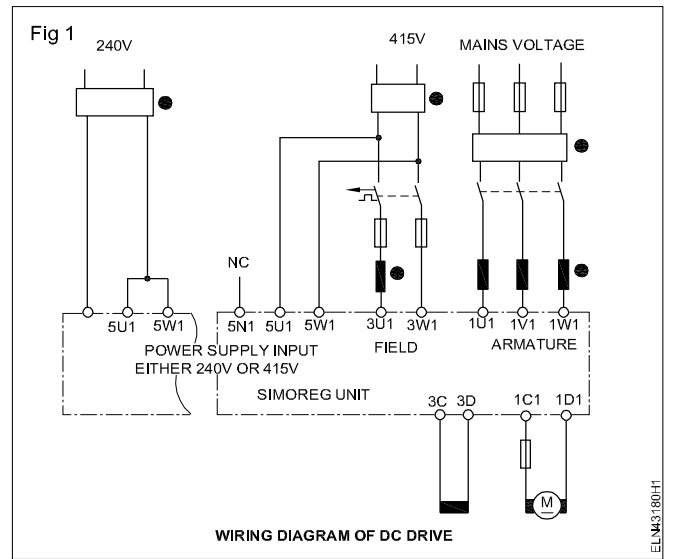 Fig 1
240V
415V
MAINS VOLTAGE
NC
5U1 5W1
5N1 5U1 5W1 3U1 3W1 1U1 1V1 1W1
POWER SUPPLY INPUT
EITHER 240V OR 415V
FIELD
ARMATURE
SIMOREG UNIT
3C 3D 1C1 1D1
M
WIRING DIAGRAM OF DC DRIVE
ELN43180H1